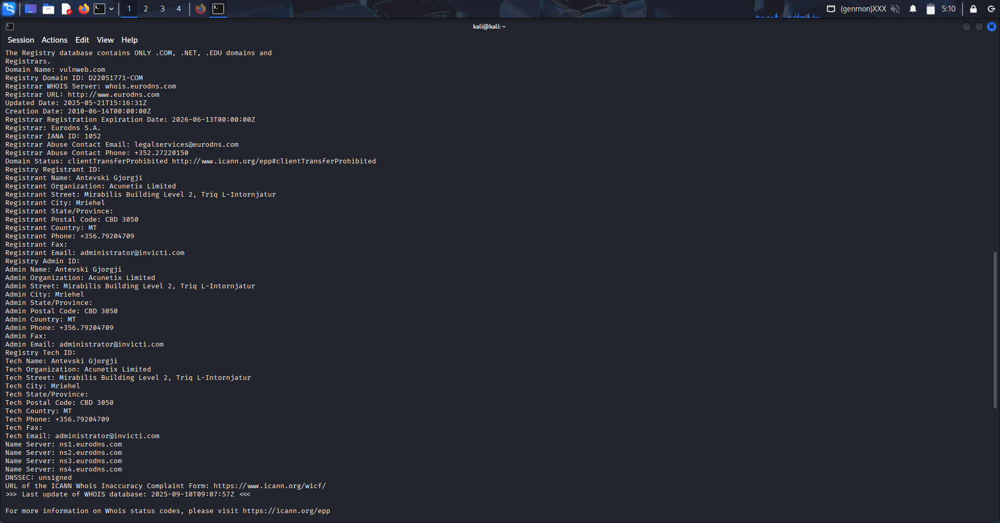 1 2 3 4
(genmon)XXX 5:10
kali@kali: ~
Session Actions Edit View Help
The Registry database contains ONLY .COM, .NET, .EDU domains and
Registrars.
Domain Name: vulnweb.com
Registry Domain ID: D22051771-COM
Registrar WHOIS Server: whois.eurodns.com
Registrar URL: http://www.eurodns.com
Updated Date: 2025-05-21T15:16:31Z
Creation Date: 2010-06-14T00:00:00Z
Registrar Registration Expiration Date: 2026-06-13T00:00:00Z
Registrar: Eurodns S.A.
Registrar IANA ID: 1052
Registrar Abuse Contact Email: legalservices@eurodns.com
Registrar Abuse Contact Phone: +352.27220150
Domain Status: clientTransferProhibited http://www.icann.org/epp#clientTransferProhibited
Registry Registrant ID:
Registrant Name: Antevski Gjorgji
Registrant Organization: Acunetix Limited
Registrant Street: Mirabilis Building Level 2, Triq L-Intornjatur
Registrant City: Mriehel
Registrant State/Province:
Registrant Postal Code: CBD 3050
Registrant Country: MT
Registrant Phone: +356.79204709
Registrant Fax:
Registrant Email: administrator@invicti.com
Registry Admin ID:
Admin Name: Antevski Gjorgji
Admin Organization: Acunetix Limited
Admin Street: Mirabilis Building Level 2, Triq L-Intornjatur
Admin City: Mriehel
Admin State/Province:
Admin Postal Code: CBD 3050
Admin Country: MT
Admin Phone: +356.79204709
Admin Fax:
Admin Email: administrator@invicti.com
Registry Tech ID:
Tech Name: Antevski Gjorgji
Tech Organization: Acunetix Limited
Tech Street: Mirabilis Building Level 2, Triq L-Intornjatur
Tech City: Mriehel
Tech State/Province:
Tech Postal Code: CBD 3050
Tech Country: MT
Tech Phone: +356.79204709
Tech Fax:
Tech Email: administrator@invicti.com
Name Server: ns1.eurodns.com
Name Server: ns2.eurodns.com
Name Server: ns3.eurodns.com
Name Server: ns4.eurodns.com
DNSSEC: unsigned
URL of the ICANN Whois Inaccuracy Complaint Form: https://www.icann.org/wicf/
>>> Last update of WHOIS database: 2025-09-10T09:07:57Z <<<
For more information on Whois status codes, please visit https://icann.org/epp